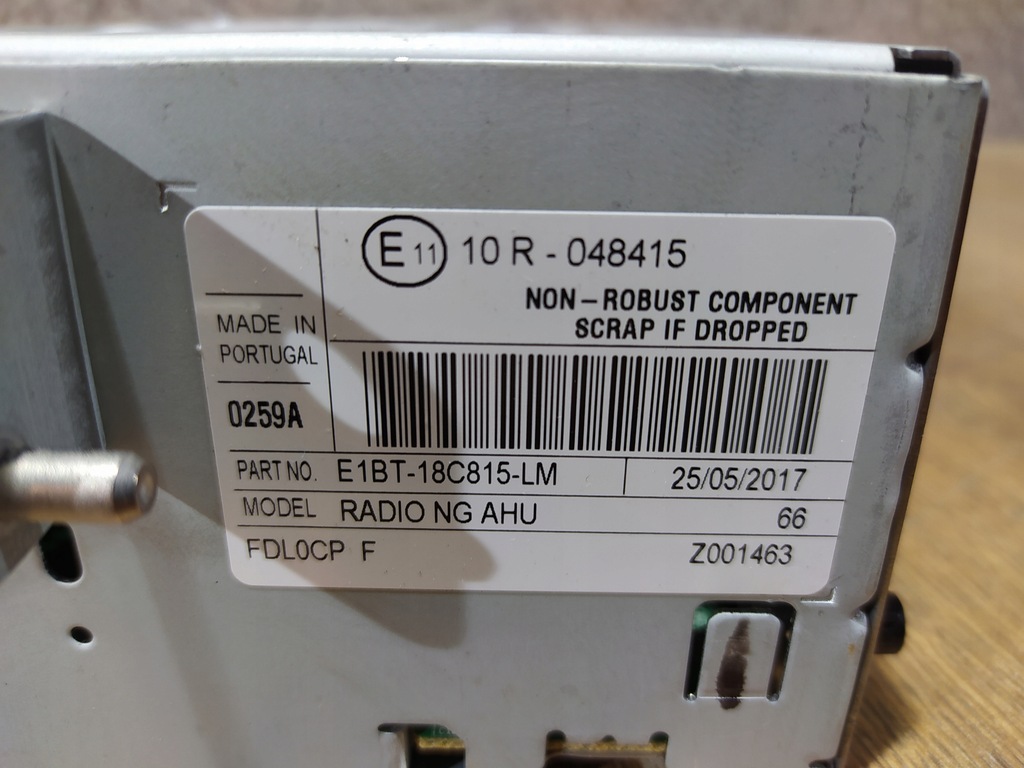 E 11 10 R - 048415
NON-ROBUST COMPONENT
SCRAP IF DROPPED
MADE IN
PORTUGAL
0259A
PART NO. E1BT-18C815-LM 25/05/2017
MODEL RADIO NG AHU 66
FDL0CP F Z001463